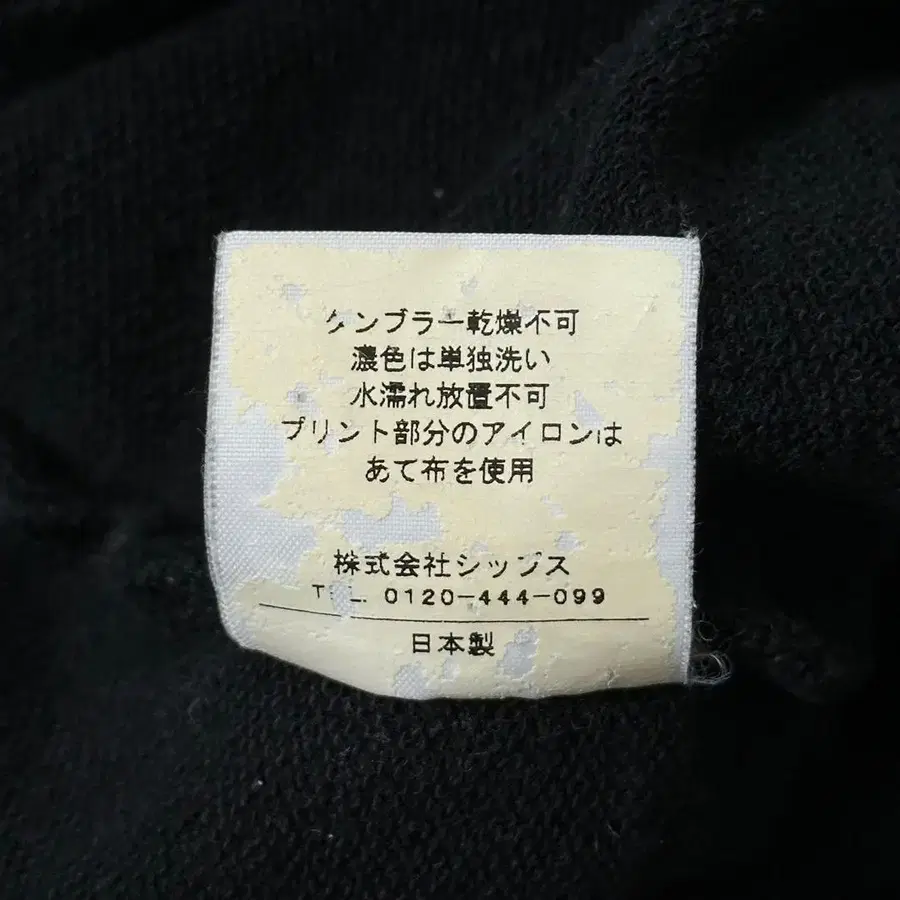 タンブラー乾燥不可
濃色は単独洗い
水濡れ放置不可
プリント部分のアイロンは
あて布を使用
株式会社シップス
TEL. 0120-444-099
日本製